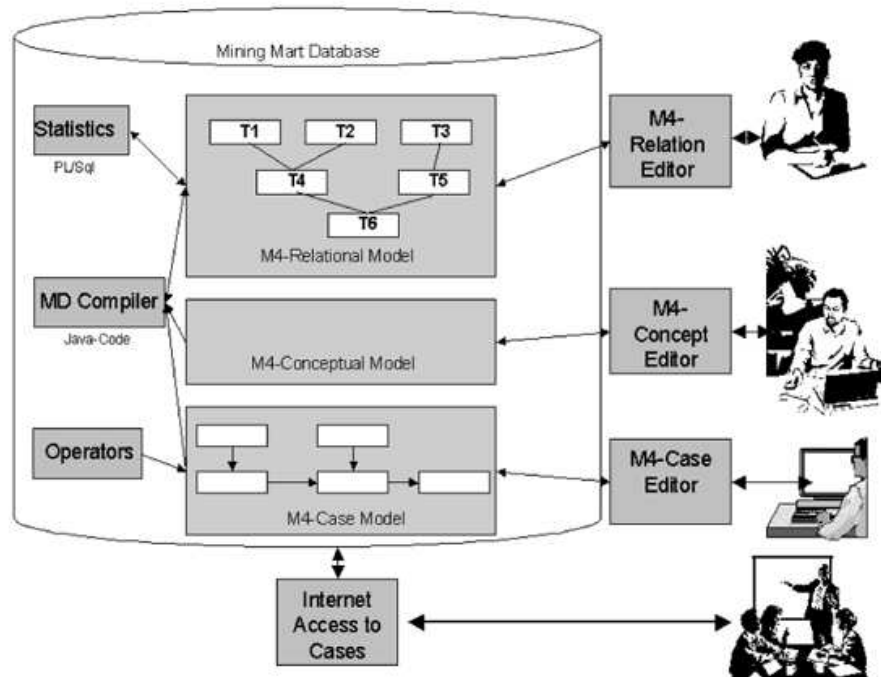 Mining Mart Database
Statistics
PL/Sql
T1
T2
T3
T4
T5
T6
M4-Relational Model
M4-
Relation
Editor
MD Compiler
Java-Code
M4-Conceptual Model
M4-
Concept
Editor
Operators
M4-Case Model
M4-Case
Editor
Internet
Access to
Cases